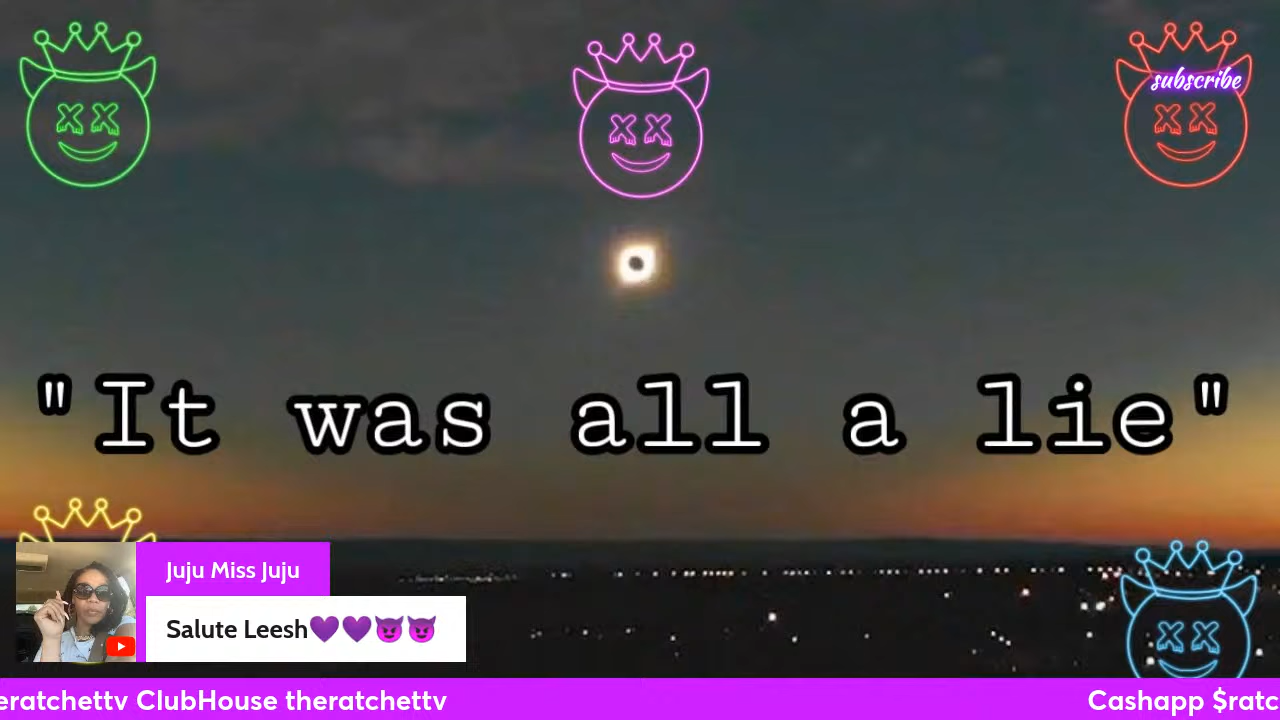 subscribe
"It was all a lie"
Juju Miss Juju
Salute Leesh💜💜😈😈
eratchettv ClubHouse theratchettv
Cashapp $ratc